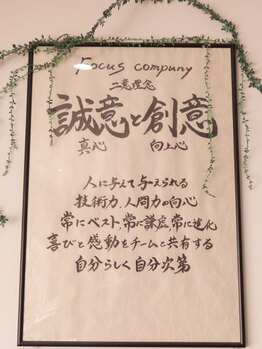 Focus compuny
二意理念
誠意と創意
真心 向上心
人に与えて与えられる
技術力、人間力の向心
常にベスト、常に謙虚、常に進化
喜びと感動をチームと共有する
自分らしく自分次第